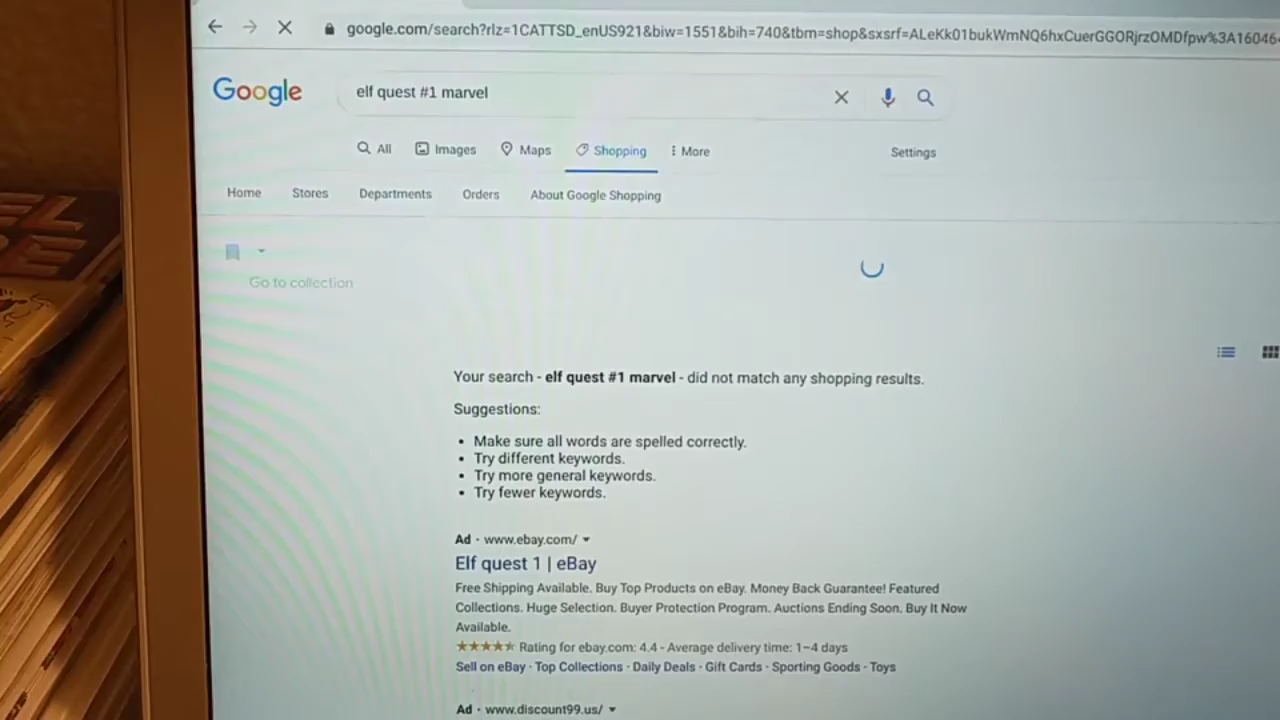 google.com/search?rlz=1CATTSD_enUS921&biw=1551&bih=740&tbm=shop&sxsrf=ALeKk01bukWmNQ6hxCuerGGORjrzOMDfpw%3A16046
Google
elf quest #1 marvel
All Images Maps Shopping More Settings
Home Stores Departments Orders About Google Shopping
Go to collection
Your search - elf quest #1 marvel - did not match any shopping results.
Suggestions:
• Make sure all words are spelled correctly.
• Try different keywords.
• Try more general keywords.
• Try fewer keywords.
Ad · www.ebay.com/
Elf quest 1 | eBay
Free Shipping Available. Buy Top Products on eBay. Money Back Guarantee! Featured
Collections. Huge Selection. Buyer Protection Program. Auctions Ending Soon. Buy It Now
Available.
Rating for ebay.com: 4.4 - Average delivery time: 1–4 days
Sell on eBay · Top Collections · Daily Deals · Gift Cards · Sporting Goods · Toys
Ad · www.discount99.us/